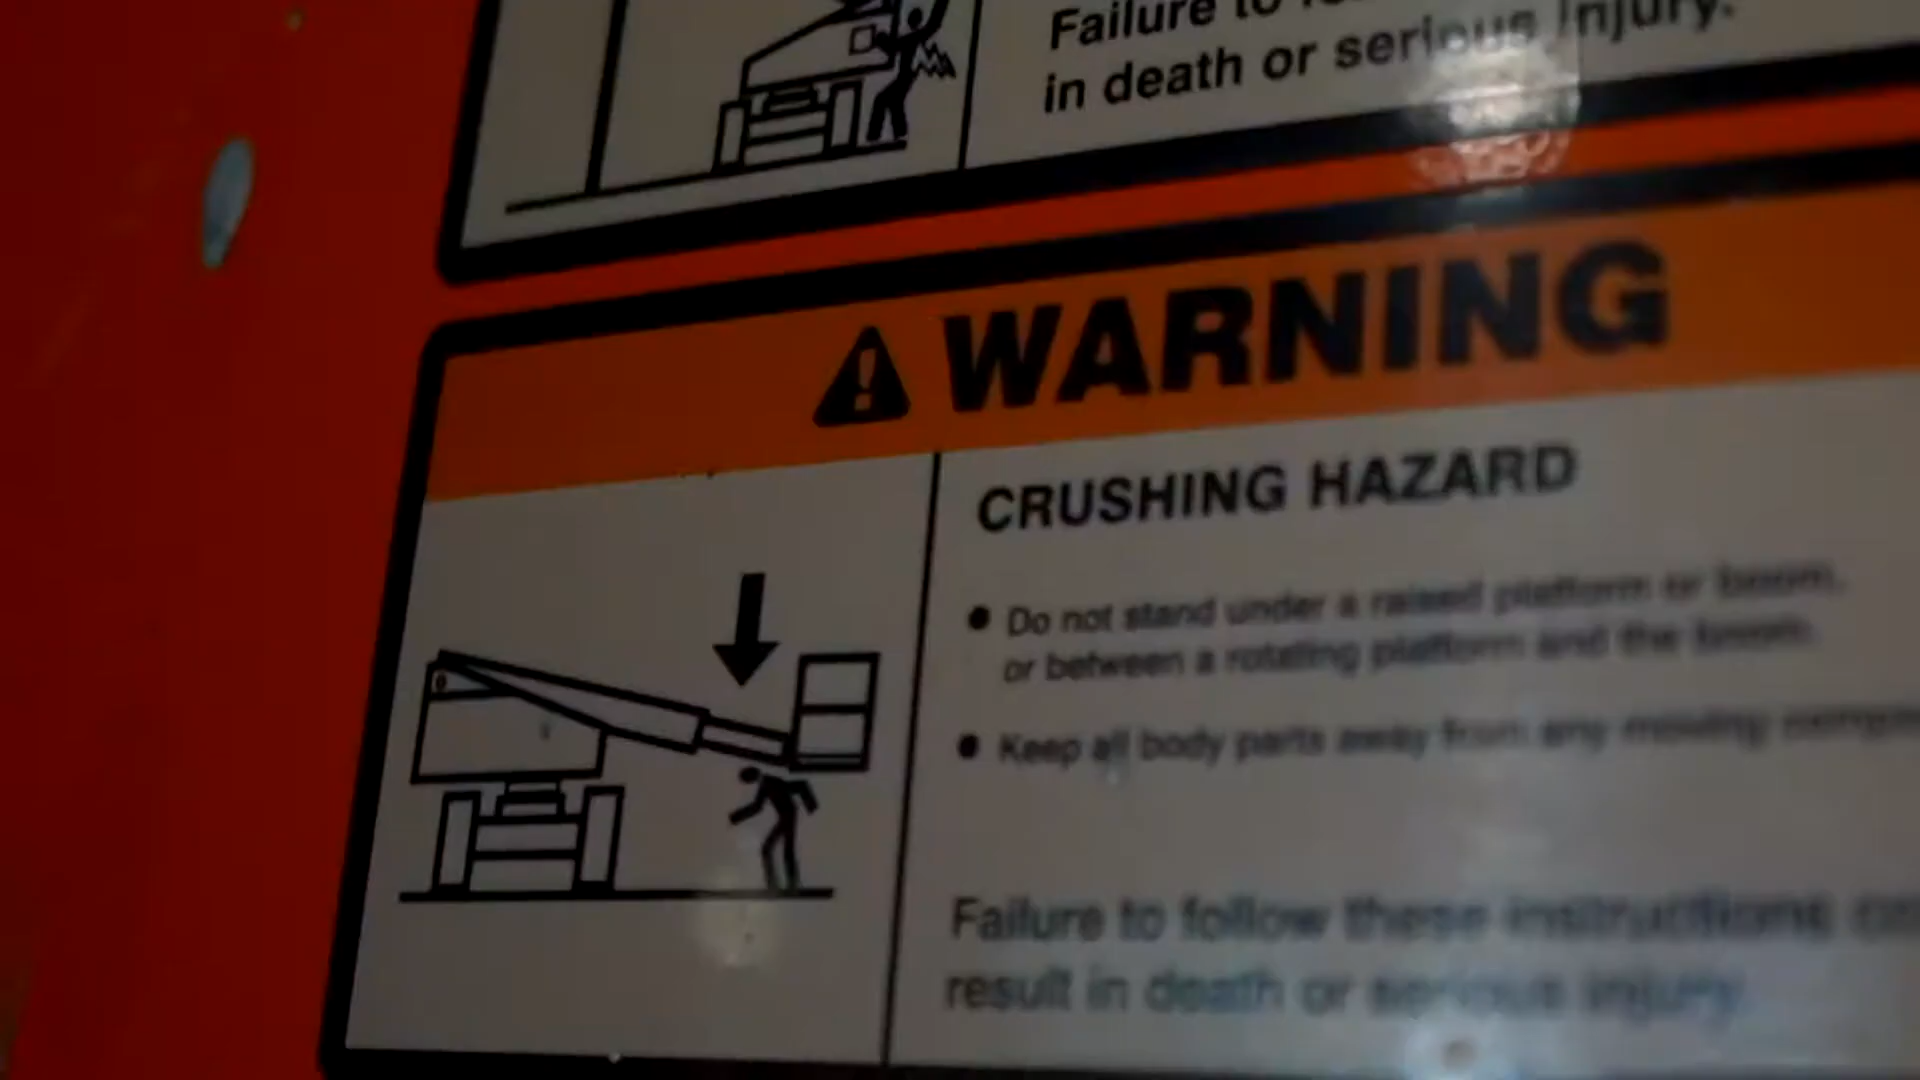 Failure to
in death or serious injury.
WARNING
CRUSHING HAZARD
● Do not stand under a raised platform or boom,
or between a rotating platform and the boom.
● Keep all body parts away from any moving
Failure to follow these instructions
result in death or serious injury